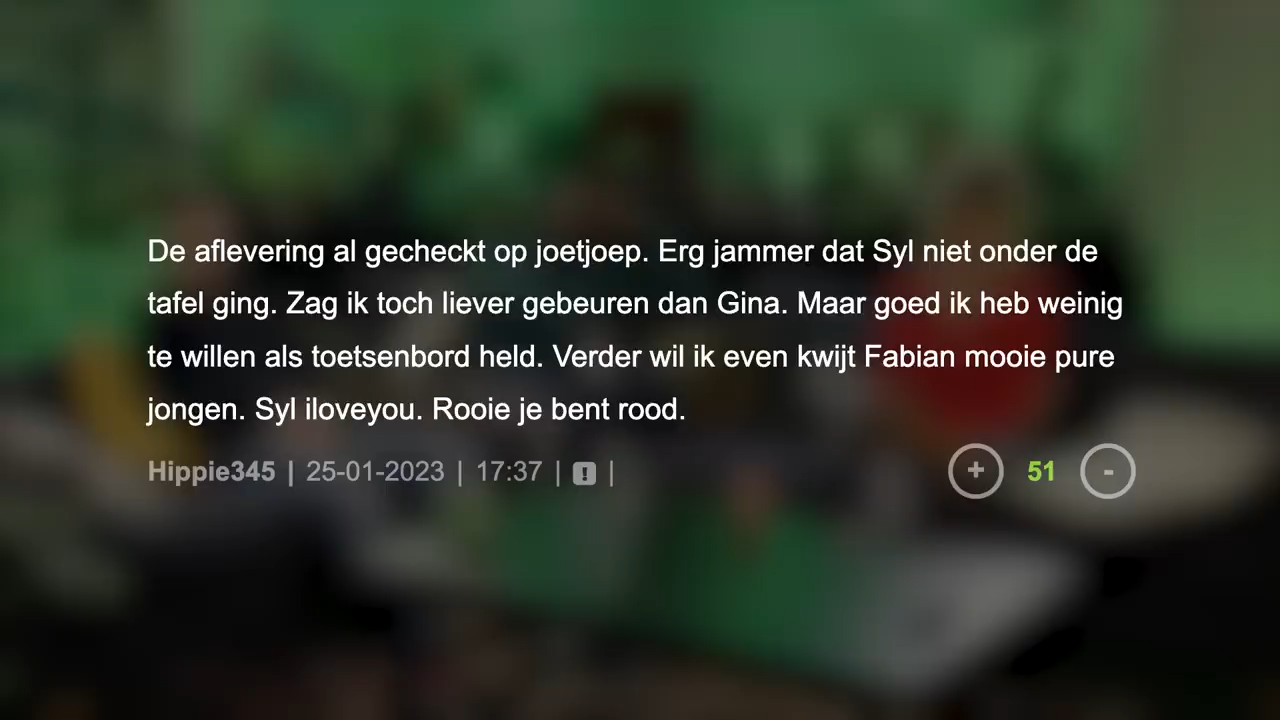 De aflevering al gecheckt op joetjoep. Erg jammer dat Syl niet onder de
tafel ging. Zag ik toch liever gebeuren dan Gina. Maar goed ik heb weinig
te willen als toetsenbord held. Verder wil ik even kwijt Fabian mooie pure
jongen. Syl iloveyou. Rooie je bent rood.
Hippie345 | 25-01-2023 | 17:37 | ! | + 51 -